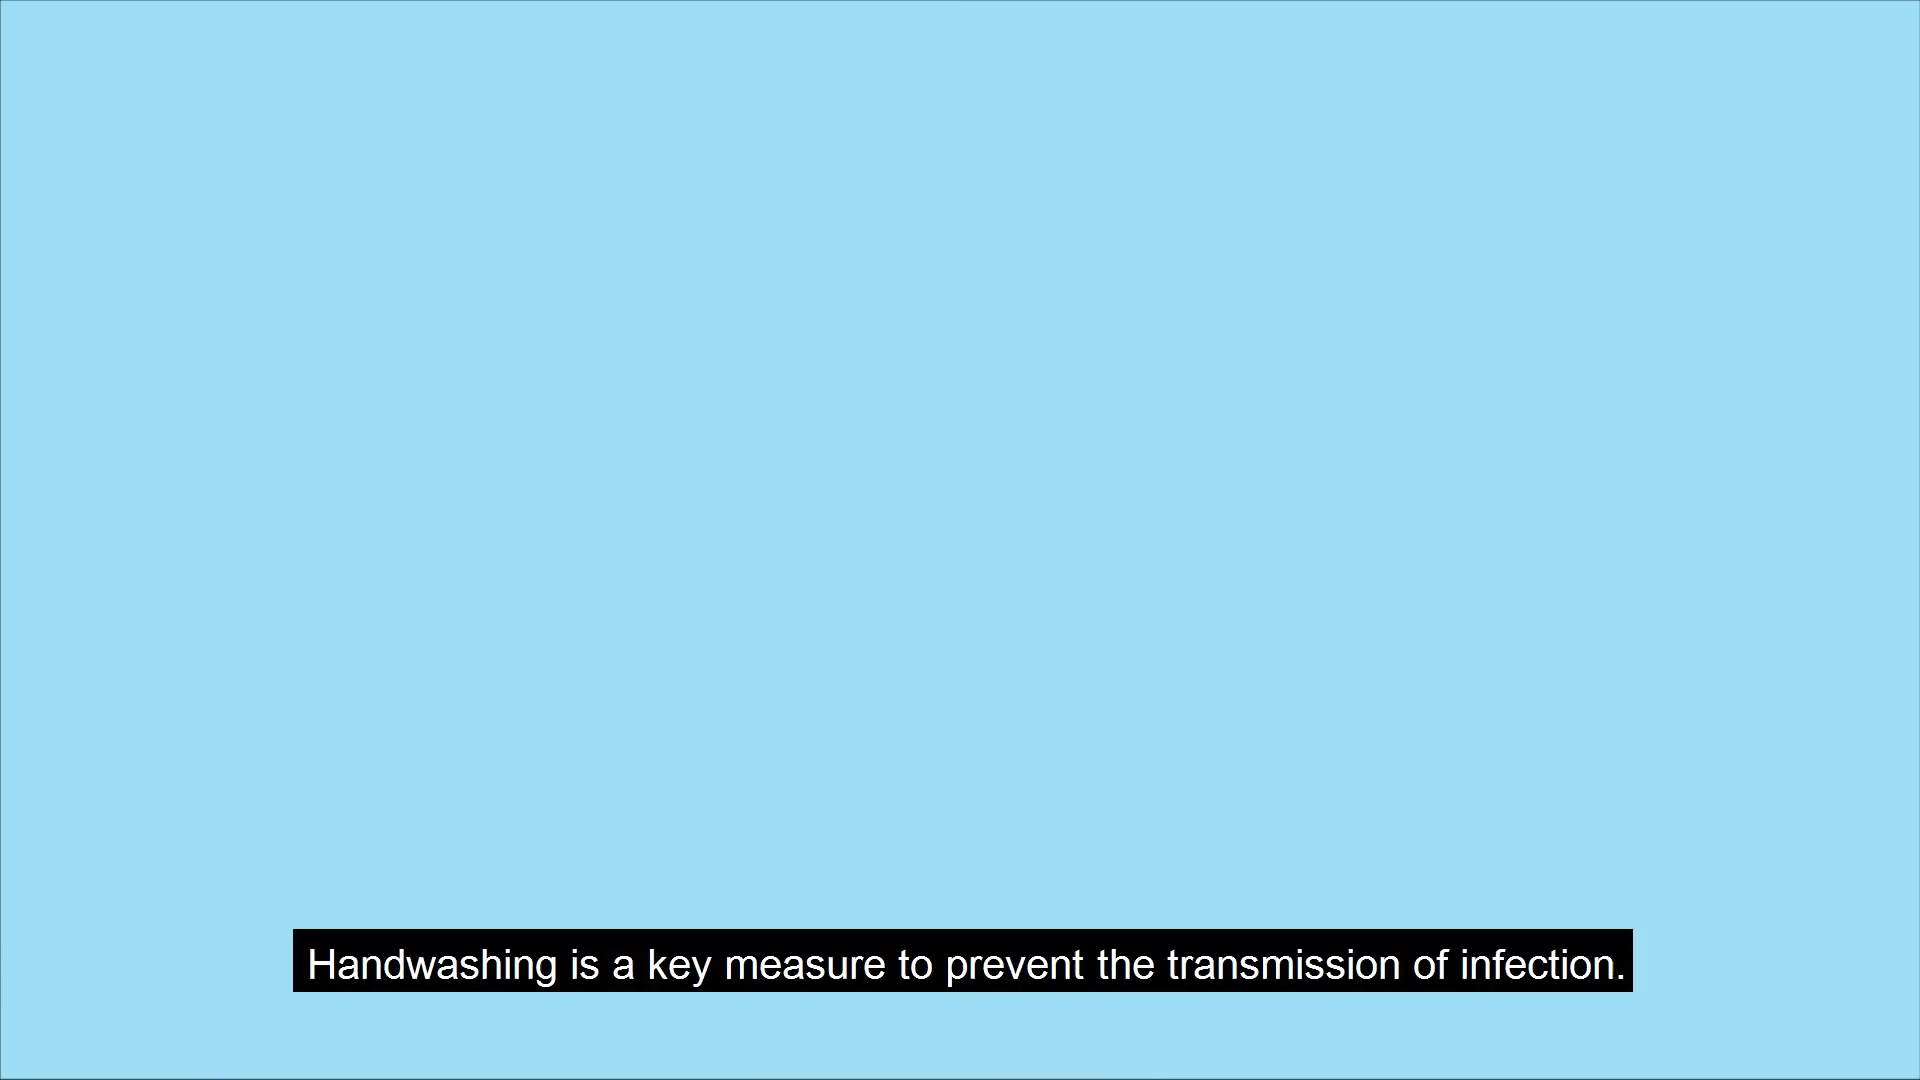 Handwashing is a key measure to prevent the transmission of infection.